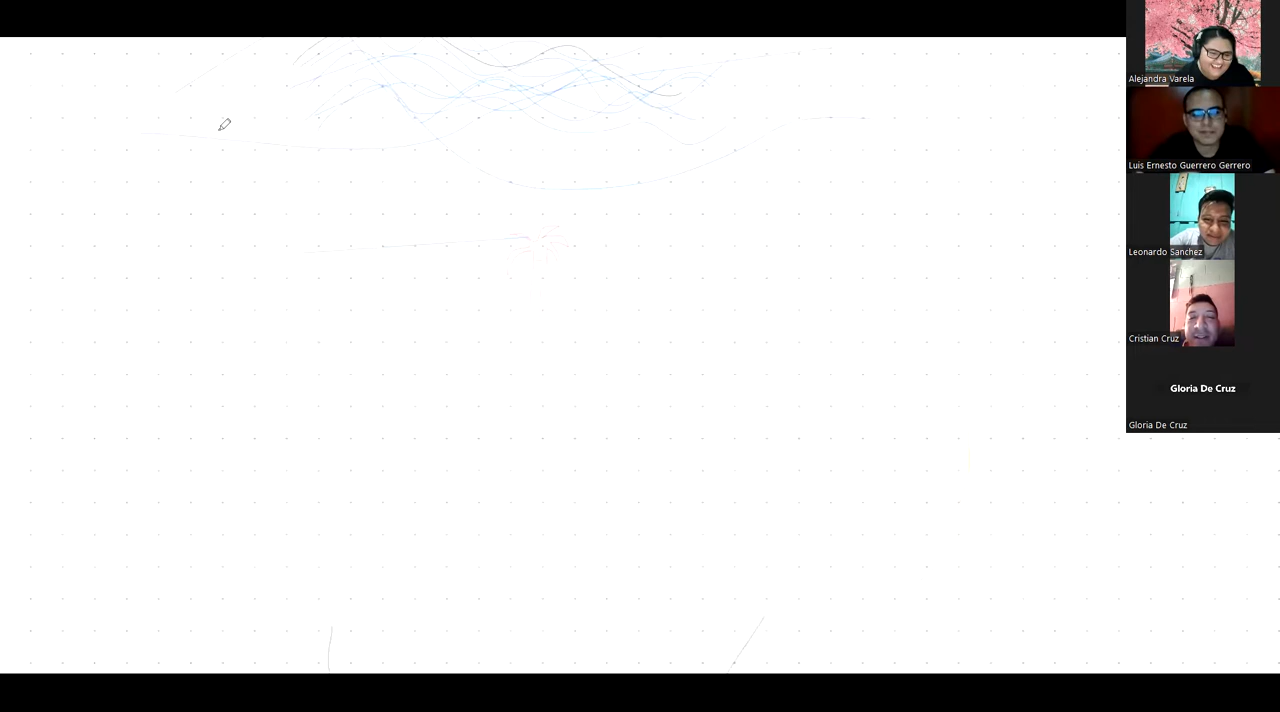 Alejandra Varela
Luis Ernesto Guerrero Gerrero
Leonardo Sanchez
Cristian Cruz
Gloria De Cruz
Gloria De Cruz